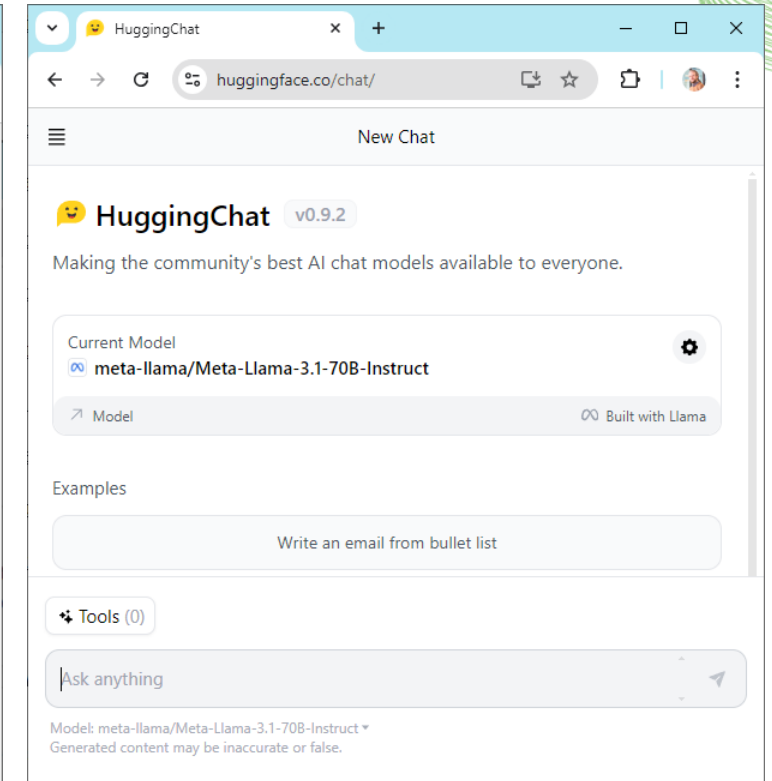 HuggingChat
huggingface.co/chat/
New Chat
HuggingChat v0.9.2
Making the community's best AI chat models available to everyone.
Current Model
meta-llama/Meta-Llama-3.1-70B-Instruct
Model Built with Llama
Examples
Write an email from bullet list
Tools (0)
Ask anything
Model: meta-llama/Meta-Llama-3.1-70B-Instruct
Generated content may be inaccurate or false.